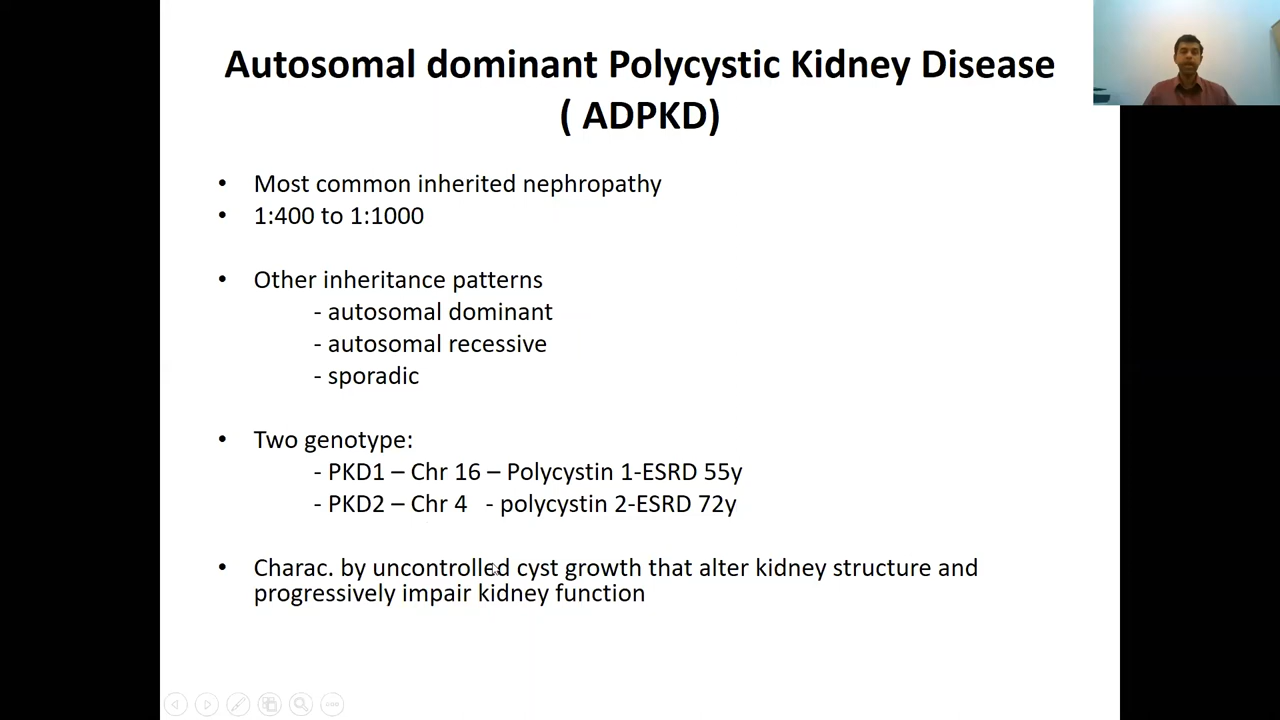 Autosomal dominant Polycystic Kidney Disease
( ADPKD)
• Most common inherited nephropathy
• 1:400 to 1:1000
• Other inheritance patterns
- autosomal dominant
- autosomal recessive
- sporadic
• Two genotype:
- PKD1 – Chr 16 – Polycystin 1-ESRD 55y
- PKD2 – Chr 4 - polycystin 2-ESRD 72y
• Charac. by uncontrolled cyst growth that alter kidney structure and
progressively impair kidney function